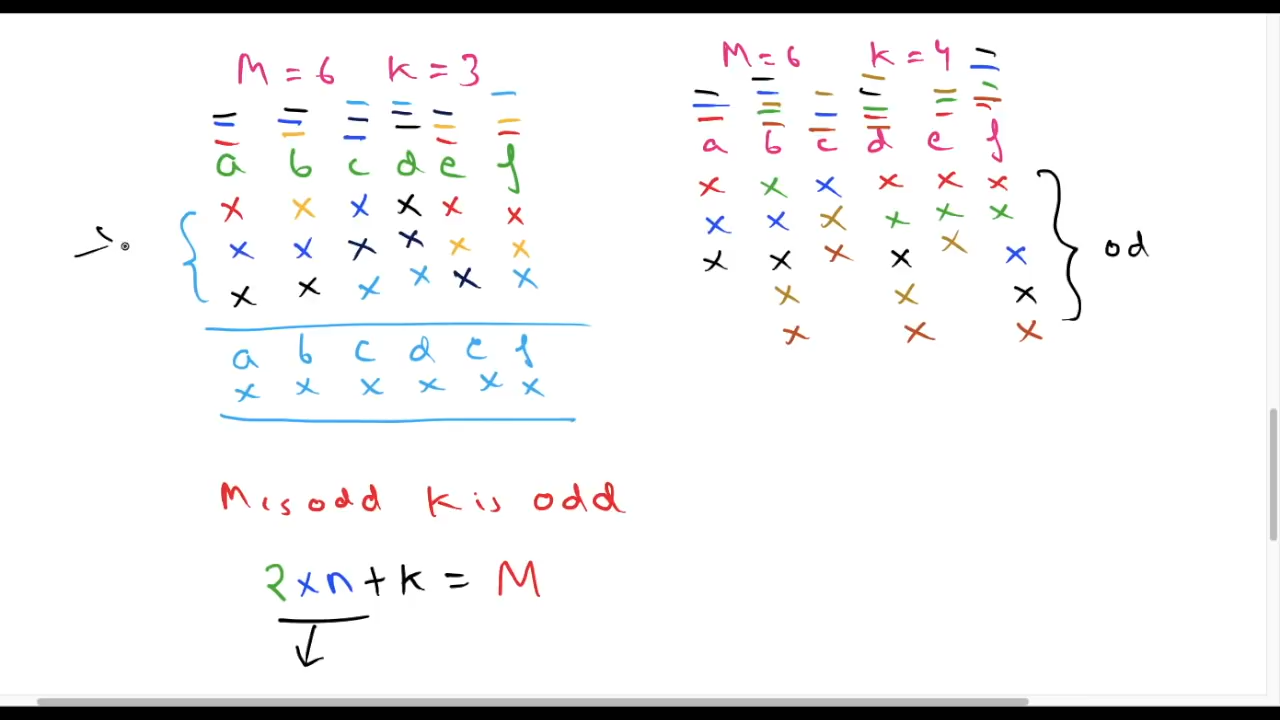 M = 6 k = 3
a b c d e f
x x x x x x
x x x x x x
x x x x x x
a b c d e f
x x x x x x
M is odd k is odd
2 x n + k = M
M = 6 k = 4
a b c d e f
x x x x x x
x x x x x x
x x x x x x
x x x
x x x
od